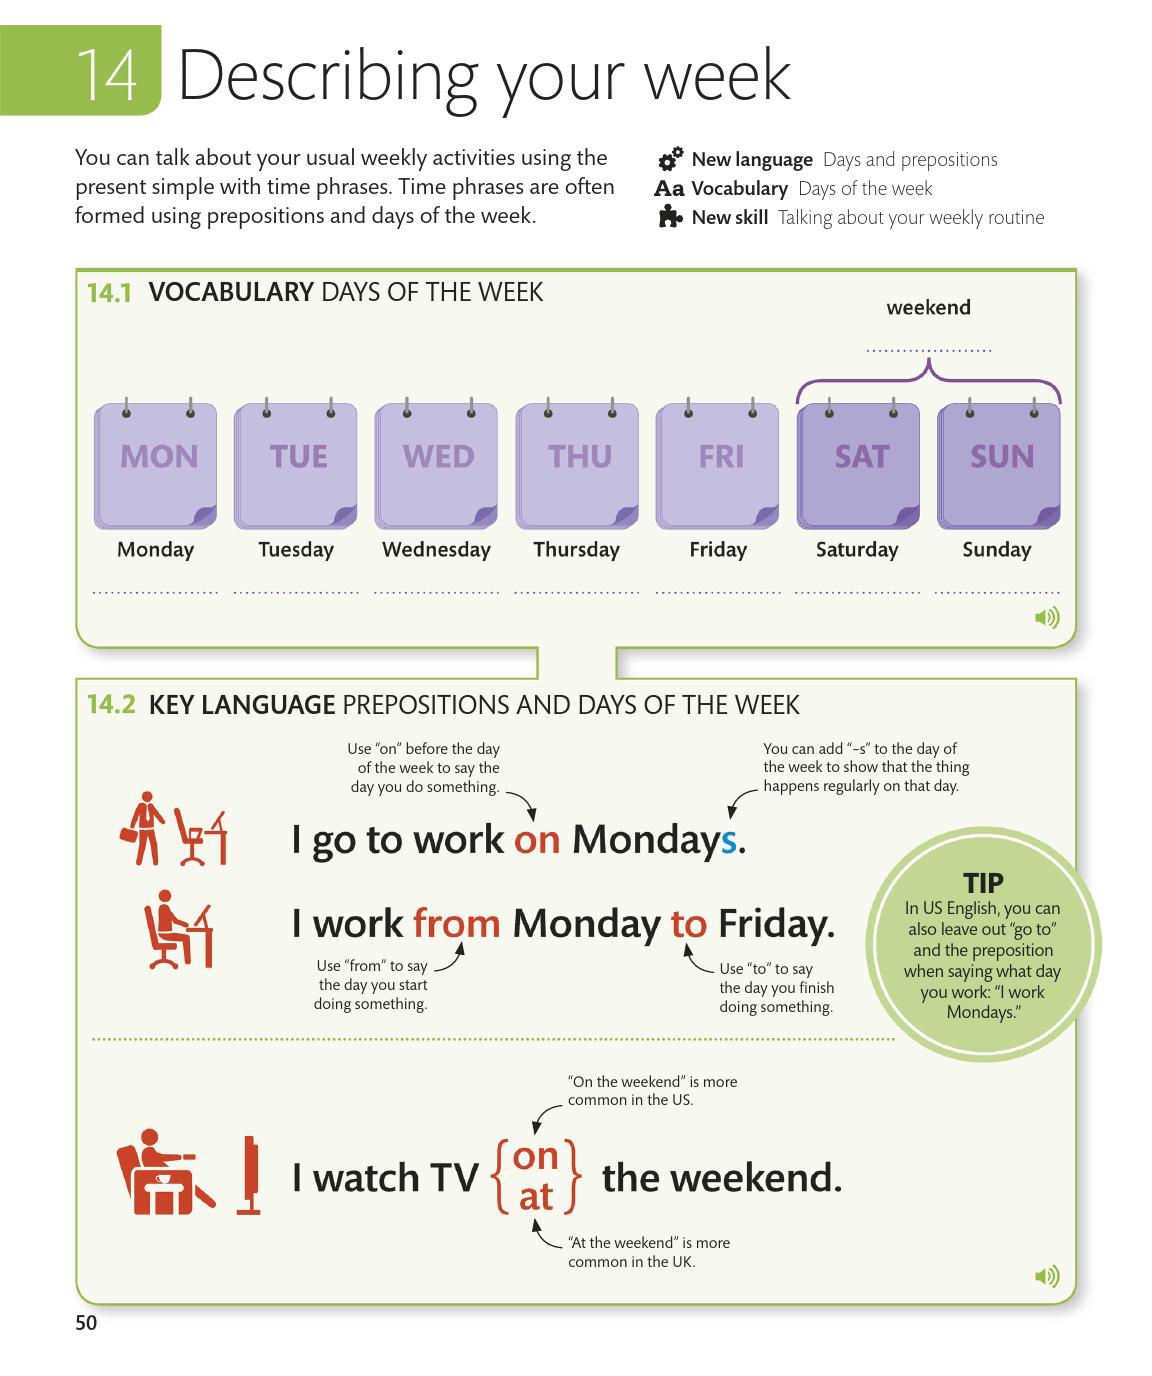 14 Describing your week
You can talk about your usual weekly activities using the
present simple with time phrases. Time phrases are often
formed using prepositions and days of the week.
New language Days and prepositions
Aa Vocabulary Days of the week
New skill Talking about your weekly routine
14.1 VOCABULARY DAYS OF THE WEEK
weekend
MON TUE WED THU FRI SAT SUN
Monday Tuesday Wednesday Thursday Friday Saturday Sunday
14.2 KEY LANGUAGE PREPOSITIONS AND DAYS OF THE WEEK
Use “on” before the day
of the week to say the
day you do something.
You can add “–s” to the day of
the week to show that the thing
happens regularly on that day.
I go to work on Mondays.
I work from Monday to Friday.
Use “from” to say
the day you start
doing something.
Use “to” to say
the day you finish
doing something.
TIP
In US English, you can
also leave out “go to”
and the preposition
when saying what day
you work: “I work
Mondays.”
“On the weekend” is more
common in the US.
I watch TV {on / at} the weekend.
“At the weekend” is more
common in the UK.
50